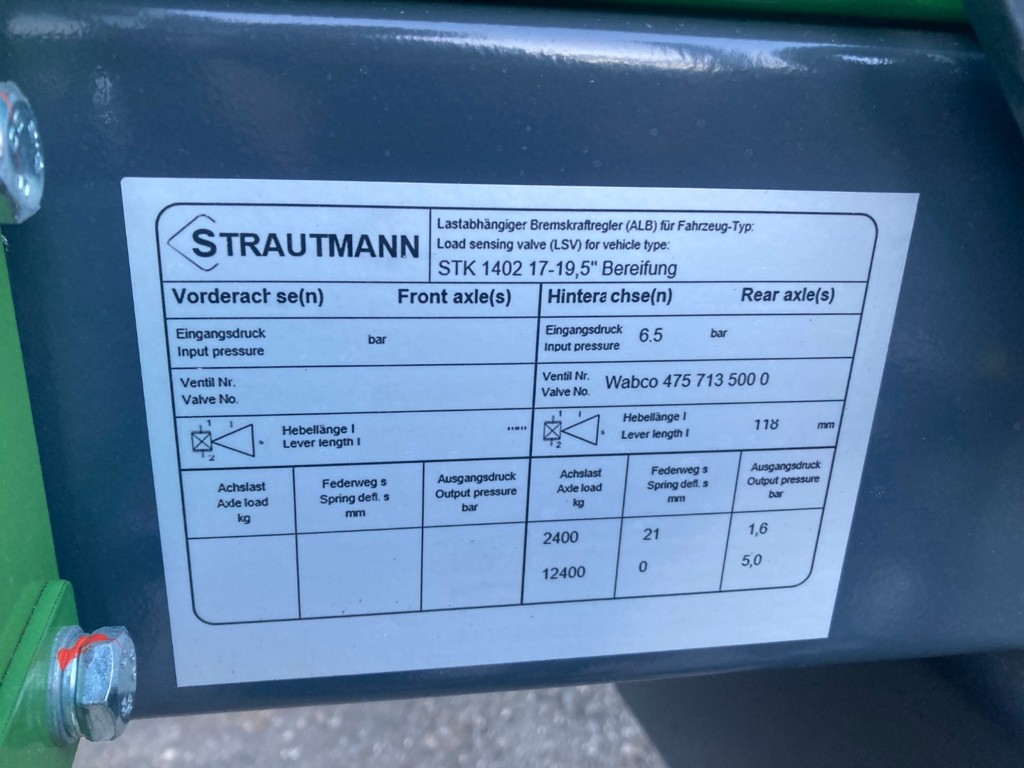 STRAUTMANN
Lastabhängiger Bremskraftregler (ALB) für Fahrzeug-Typ:
Load sensing valve (LSV) for vehicle type:
STK 1402 17-19,5" Bereifung
Vorderachse(n) Front axle(s)
Hinterachse(n) Rear axle(s)
Eingangsdruck
Input pressure
bar
Eingangsdruck
Input pressure
6.5 bar
Ventil Nr.
Valve No.
Ventil Nr.
Valve No.
Wabco 475 713 500 0
1
2
Hebellänge l
Lever length l
1
2
Hebellänge l
Lever length l
118 mm
Achslast
Axle load
kg
Federweg s
Spring defl. s
mm
Ausgangsdruck
Output pressure
bar
Achslast
Axle load
kg
Federweg s
Spring defl. s
mm
Ausgangsdruck
Output pressure
bar
2400 21 1,6
12400 0 5,0